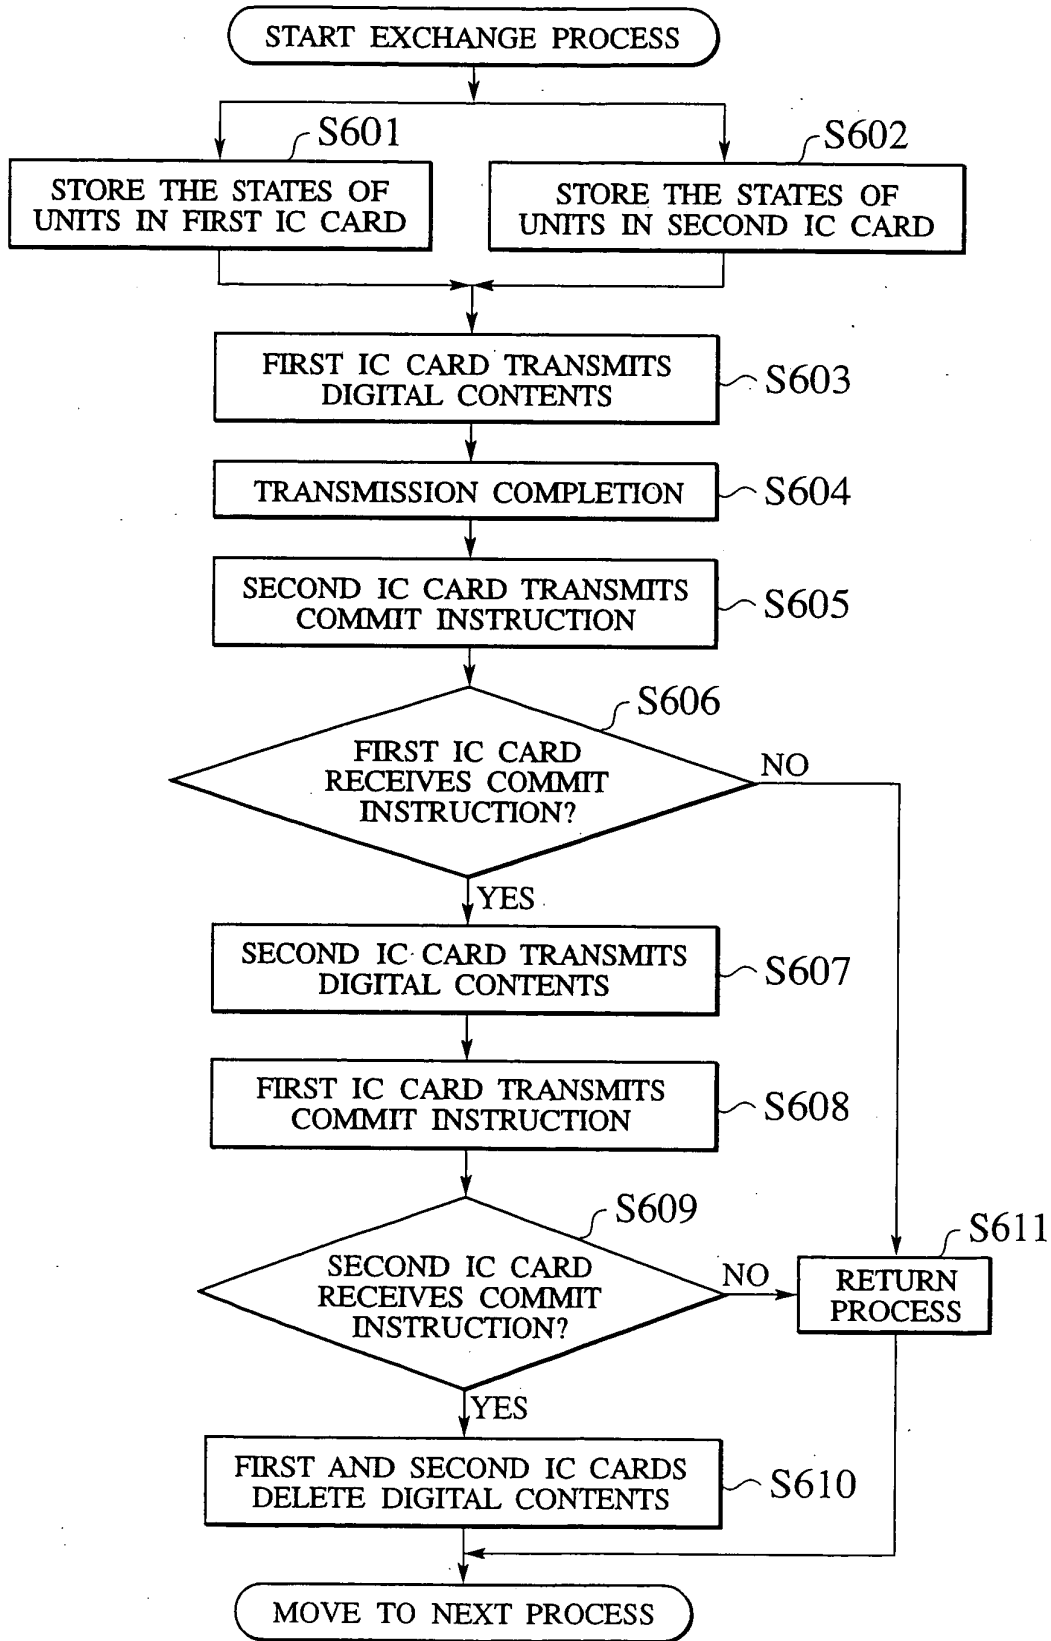 START EXCHANGE PROCESS
S601
S602
STORE THE STATES OF
UNITS IN FIRST IC CARD
STORE THE STATES OF
UNITS IN SECOND IC CARD
FIRST IC CARD TRANSMITS
DIGITAL CONTENTS
S603
TRANSMISSION COMPLETION
S604
SECOND IC CARD TRANSMITS
COMMIT INSTRUCTION
S605
S606
FIRST IC CARD
RECEIVES COMMIT
INSTRUCTION?
NO
YES
SECOND IC CARD TRANSMITS
DIGITAL CONTENTS
S607
FIRST IC CARD TRANSMITS
COMMIT INSTRUCTION
S608
S609
SECOND IC CARD
RECEIVES COMMIT
INSTRUCTION?
NO
S611
RETURN
PROCESS
YES
FIRST AND SECOND IC CARDS
DELETE DIGITAL CONTENTS
S610
MOVE TO NEXT PROCESS